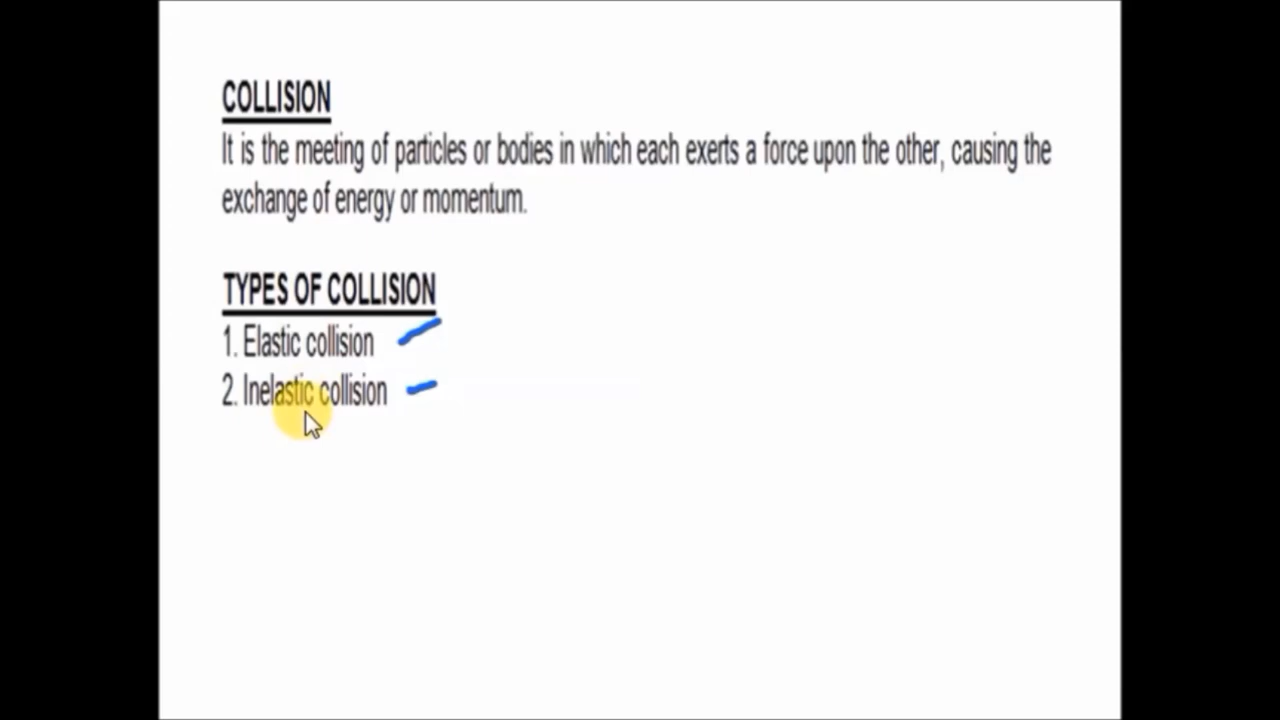 COLLISION
It is the meeting of particles or bodies in which each exerts a force upon the other, causing the
exchange of energy or momentum.
TYPES OF COLLISION
1. Elastic collision
2. Inelastic collision